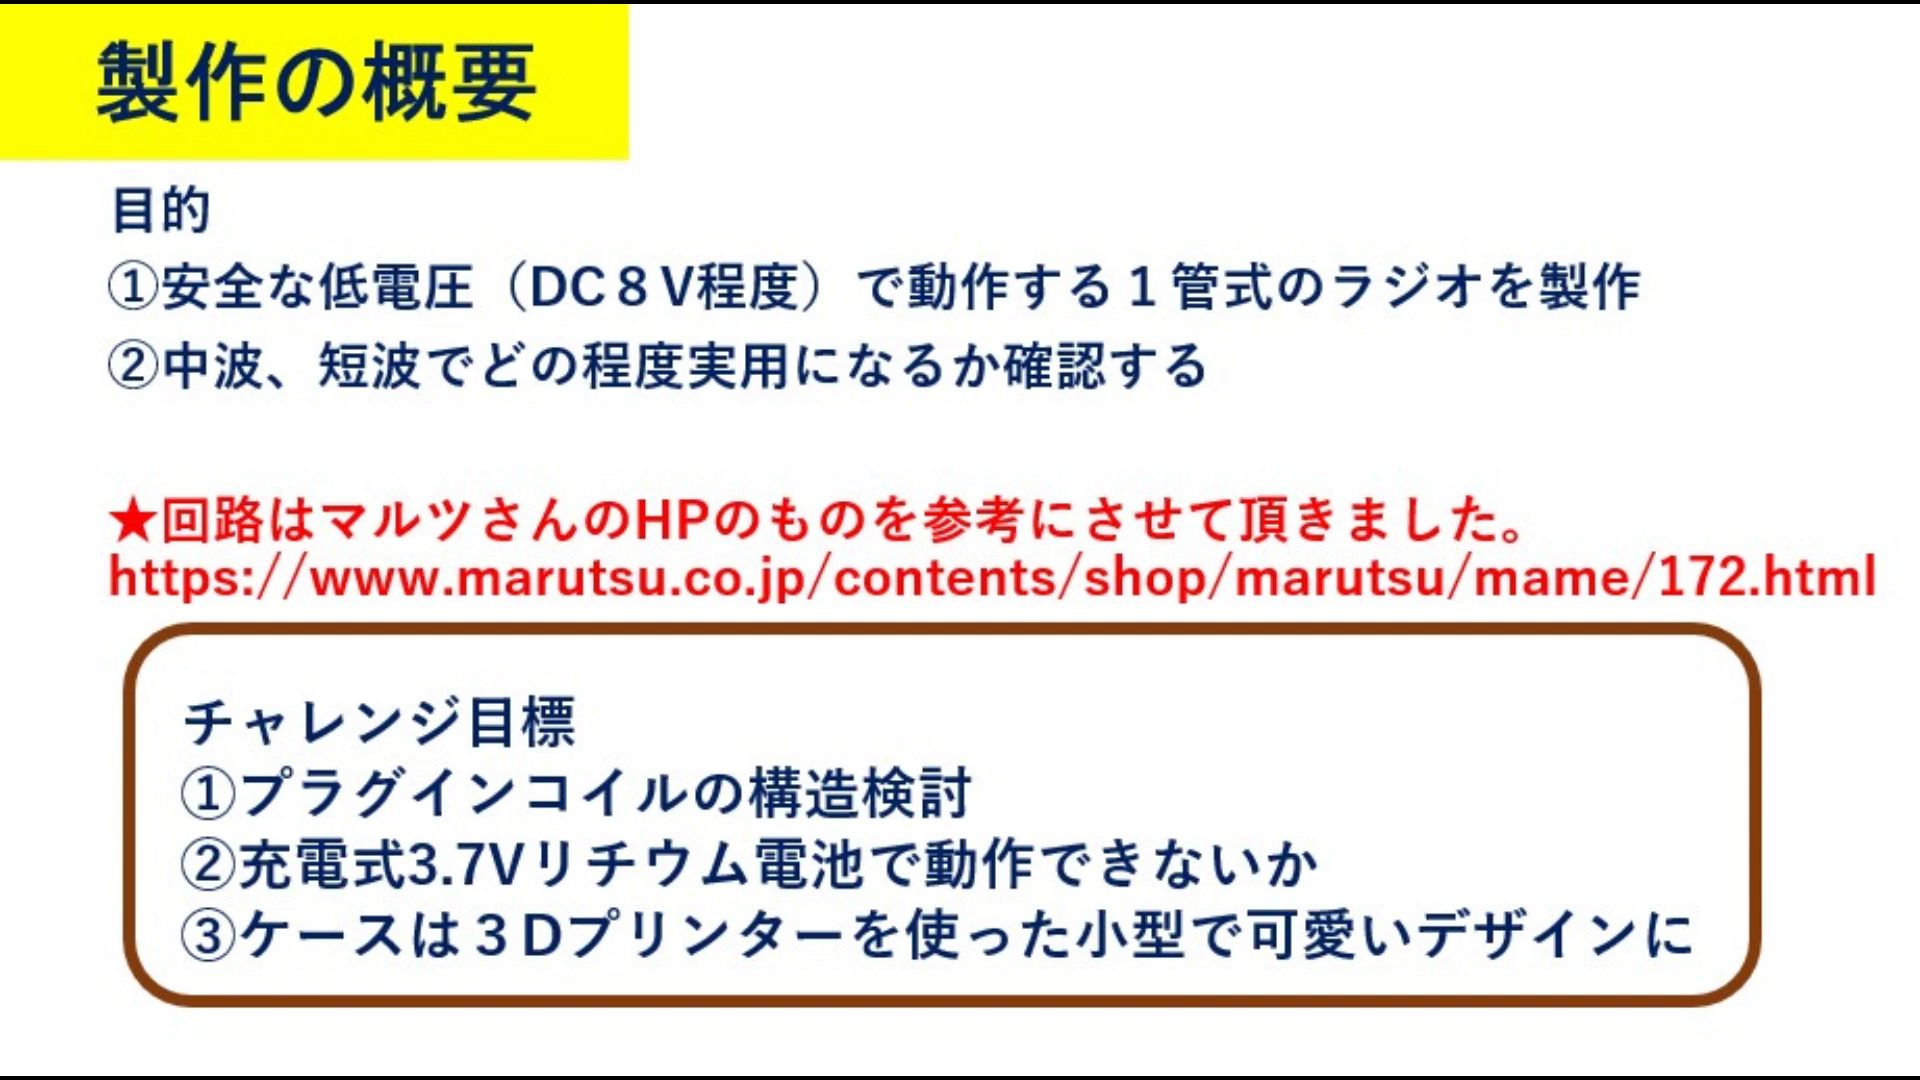 製作の概要
目的
①安全な低電圧（DC８V程度）で動作する１管式のラジオを製作
②中波、短波でどの程度実用になるか確認する
★回路はマルツさんのHPのものを参考にさせて頂きました。
https://www.marutsu.co.jp/contents/shop/marutsu/mame/172.html
チャレンジ目標
①プラグインコイルの構造検討
②充電式3.7Vリチウム電池で動作できないか
③ケースは３Dプリンターを使った小型で可愛いデザインに